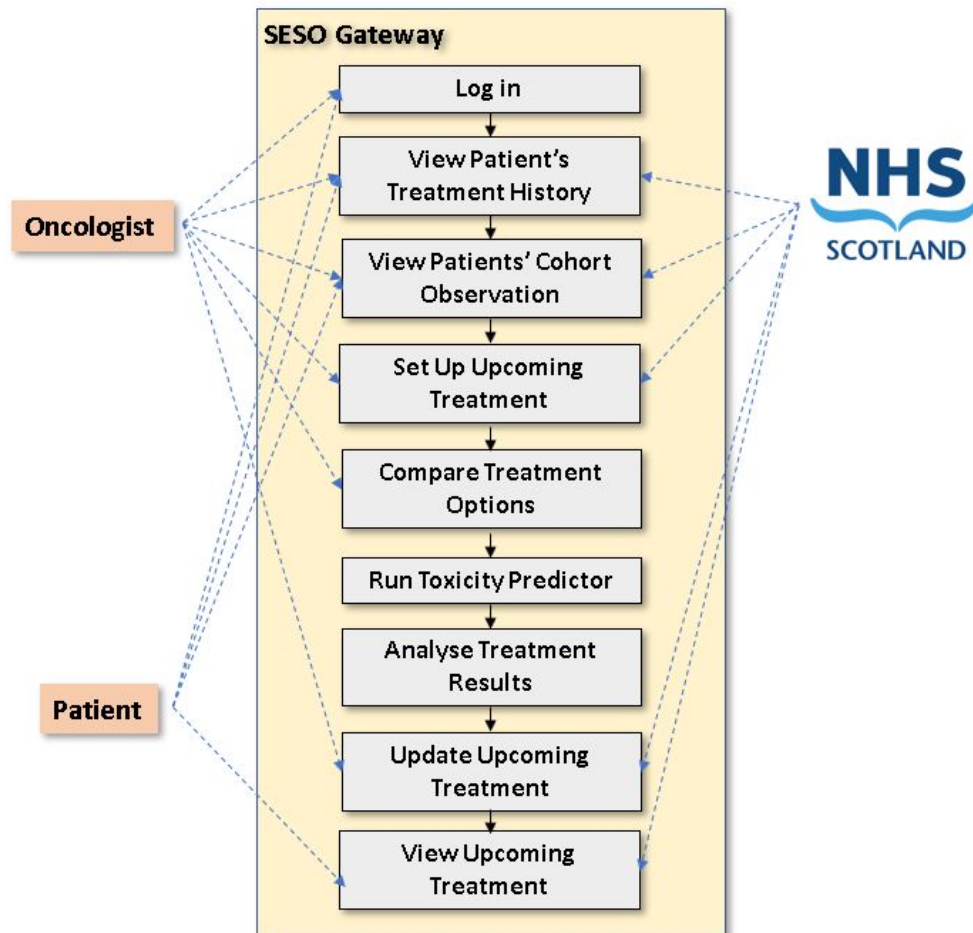 SESO Gateway
Log in
View Patient's
Treatment History
Oncologist
View Patients' Cohort
Observation
NHS
SCOTLAND
Set Up Upcoming
Treatment
Compare Treatment
Options
Run Toxicity Predictor
Analyse Treatment
Results
Patient
Update Upcoming
Treatment
View Upcoming
Treatment